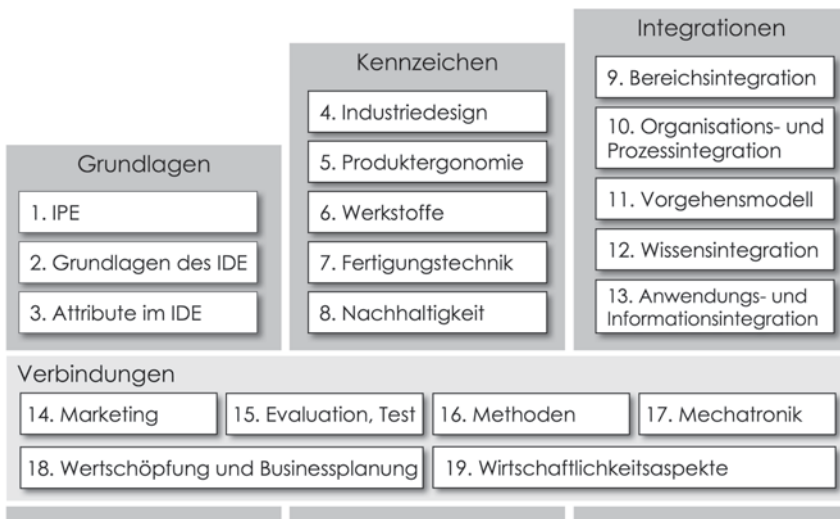 Grundlagen
1. IPE
2. Grundlagen des IDE
3. Attribute im IDE
Kennzeichen
4. Industriedesign
5. Produktergonomie
6. Werkstoffe
7. Fertigungstechnik
8. Nachhaltigkeit
Integrationen
9. Bereichsintegration
10. Organisations- und
Prozessintegration
11. Vorgehensmodell
12. Wissensintegration
13. Anwendungs- und
Informationsintegration
Verbindungen
14. Marketing
15. Evaluation, Test
16. Methoden
17. Mechatronik
18. Wertschöpfung und Businessplanung
19. Wirtschaftlichkeitsaspekte